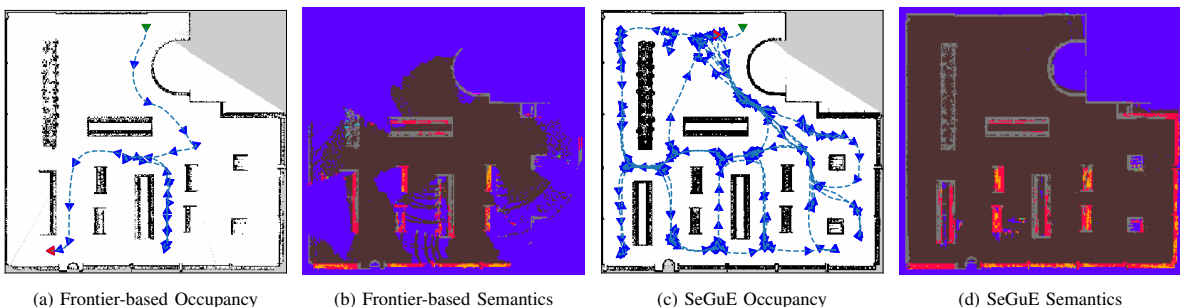 (a) Frontier-based Occupancy
(b) Frontier-based Semantics
(c) SeGuE Occupancy
(d) SeGuE Semantics